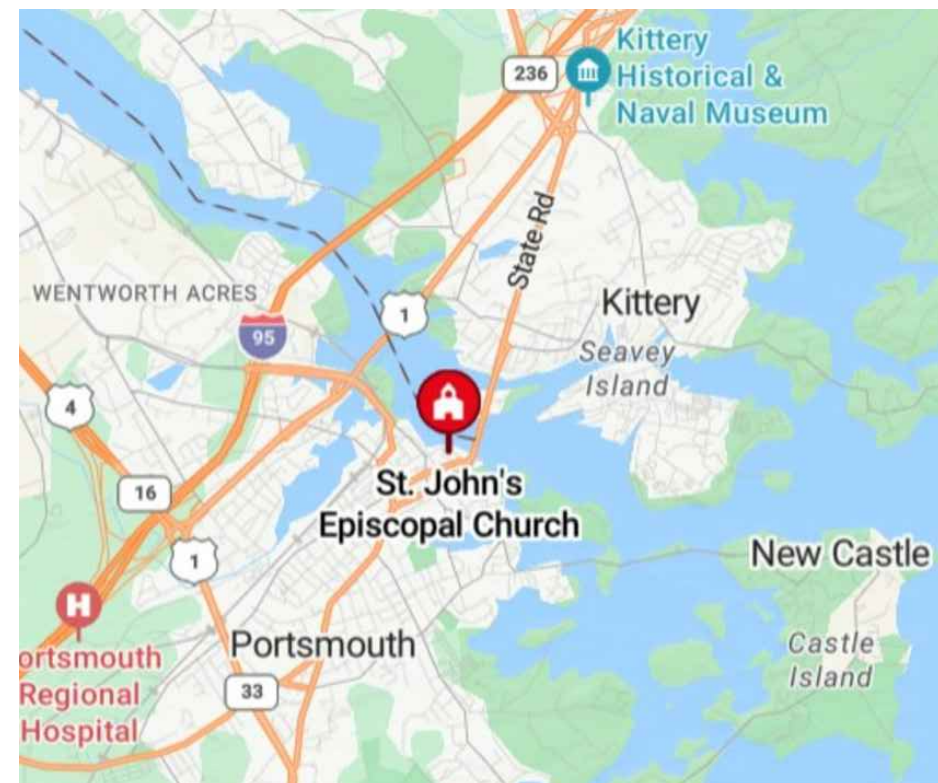 Kittery
Historical &
Naval Museum
236
State Rd
WENTWORTH ACRES
Kittery
1
95
Seavey
Island
4
St. John's
Episcopal Church
16
New Castle
1
H
Portsmouth
Castle
Island
ortsmouth
Regional
Hospital
33